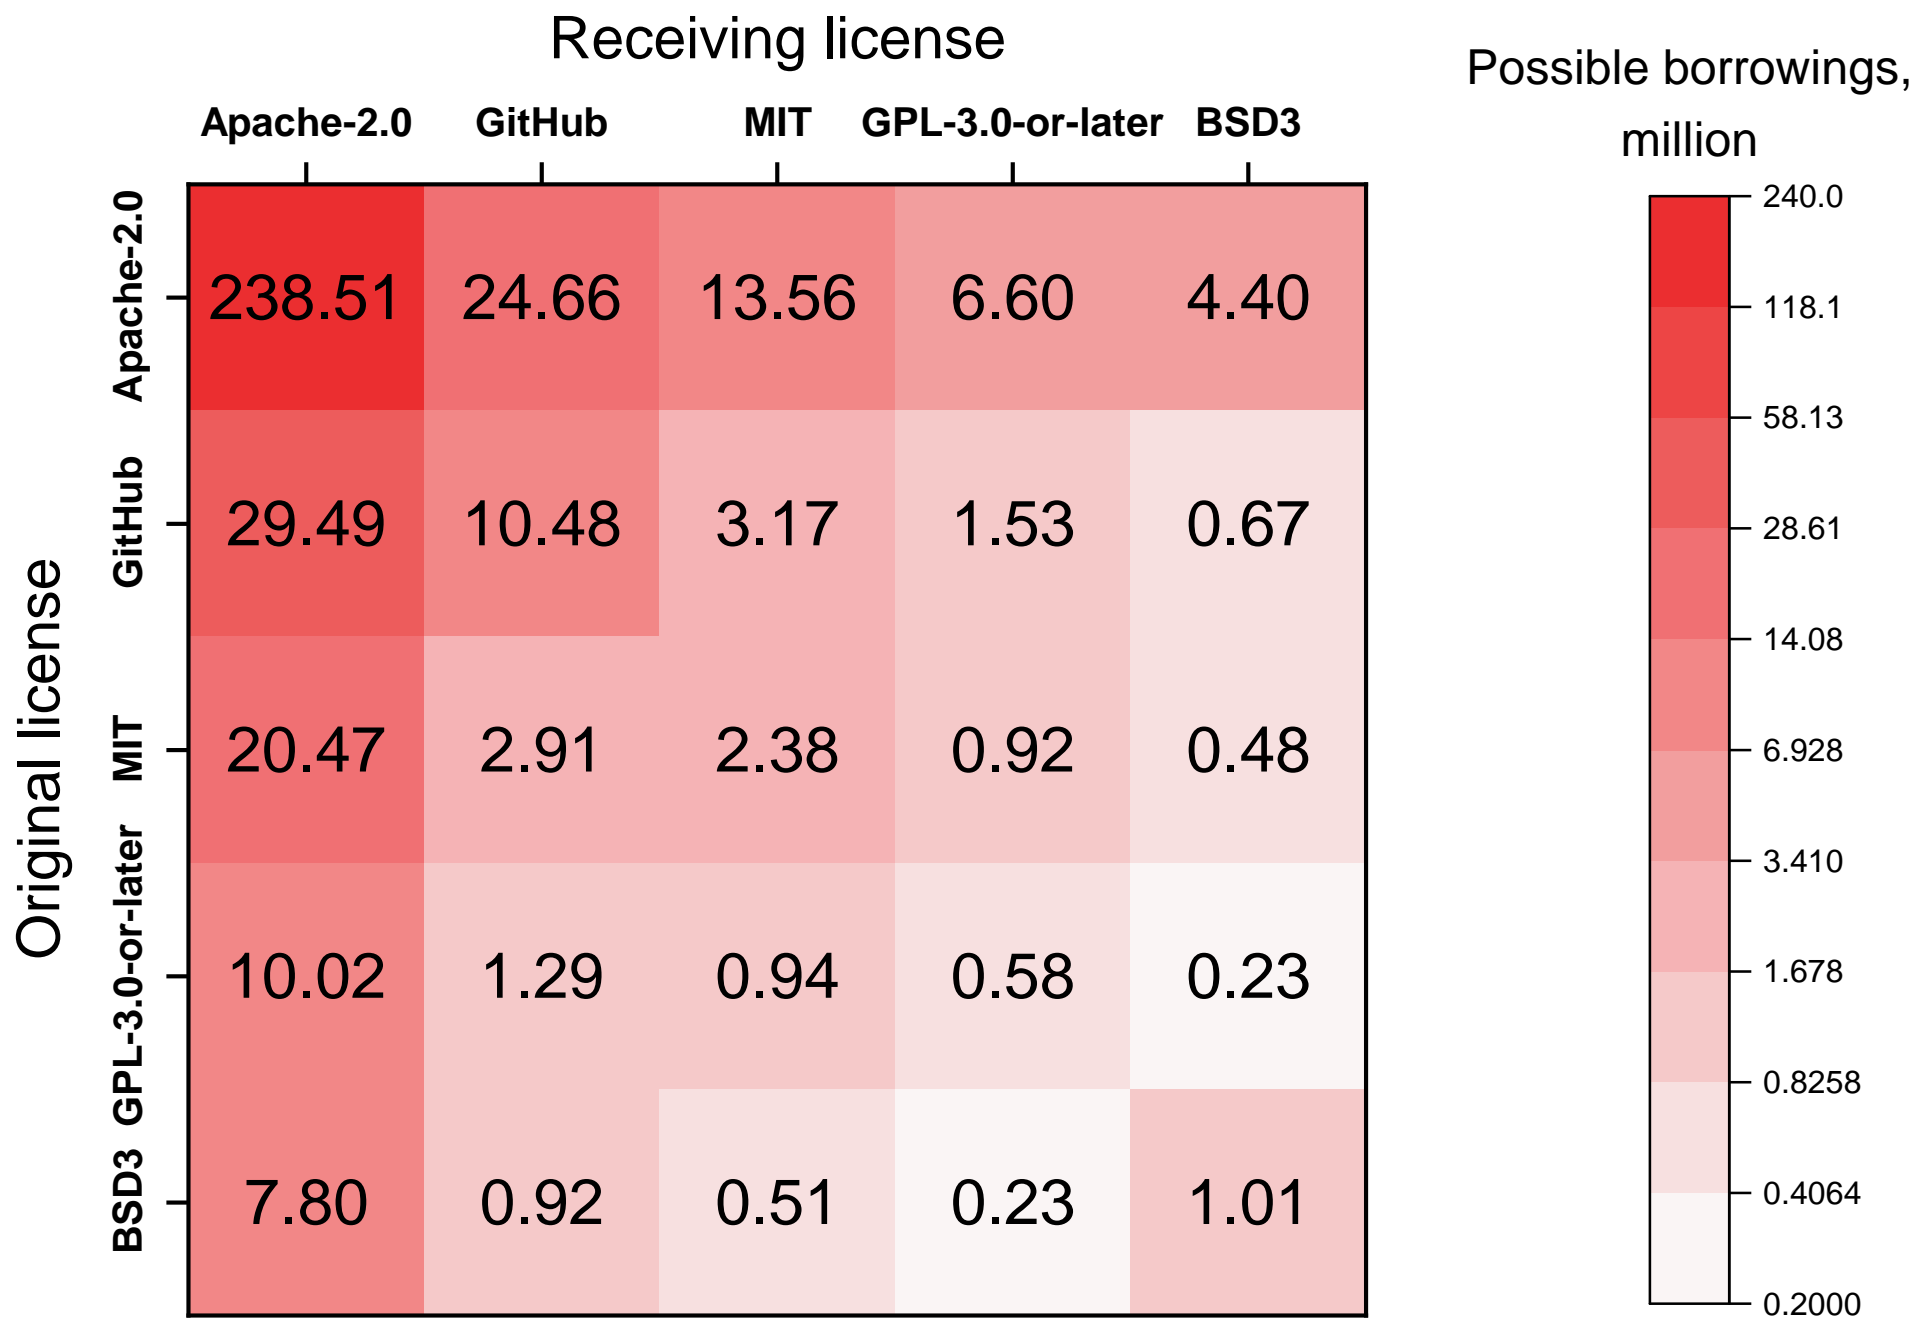 Receiving license
Possible borrowings,
million
Apache-2.0 GitHub MIT GPL-3.0-or-later BSD3
Original license
Apache-2.0 238.51 24.66 13.56 6.60 4.40
GitHub 29.49 10.48 3.17 1.53 0.67
MIT 20.47 2.91 2.38 0.92 0.48
GPL-3.0-or-later 10.02 1.29 0.94 0.58 0.23
BSD3 7.80 0.92 0.51 0.23 1.01
240.0
118.1
58.13
28.61
14.08
6.928
3.410
1.678
0.8258
0.4064
0.2000